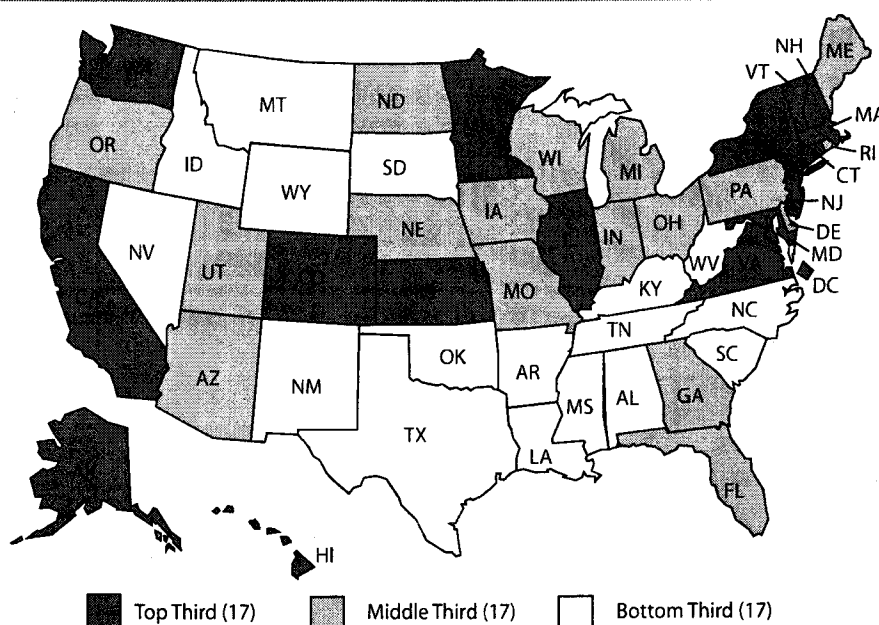 NH
ME
VT
MT
ND
MA
OR
RI
WI
MI
ID
SD
CT
WY
PA
NJ
IA
NE
OH
DE
IN
NV
MD
UT
WV
VA
DC
MO
KY
NC
TN
SC
OK
AR
AZ
NM
GA
MS
AL
TX
LA
FL
HI
Top Third (17)
Middle Third (17)
Bottom Third (17)